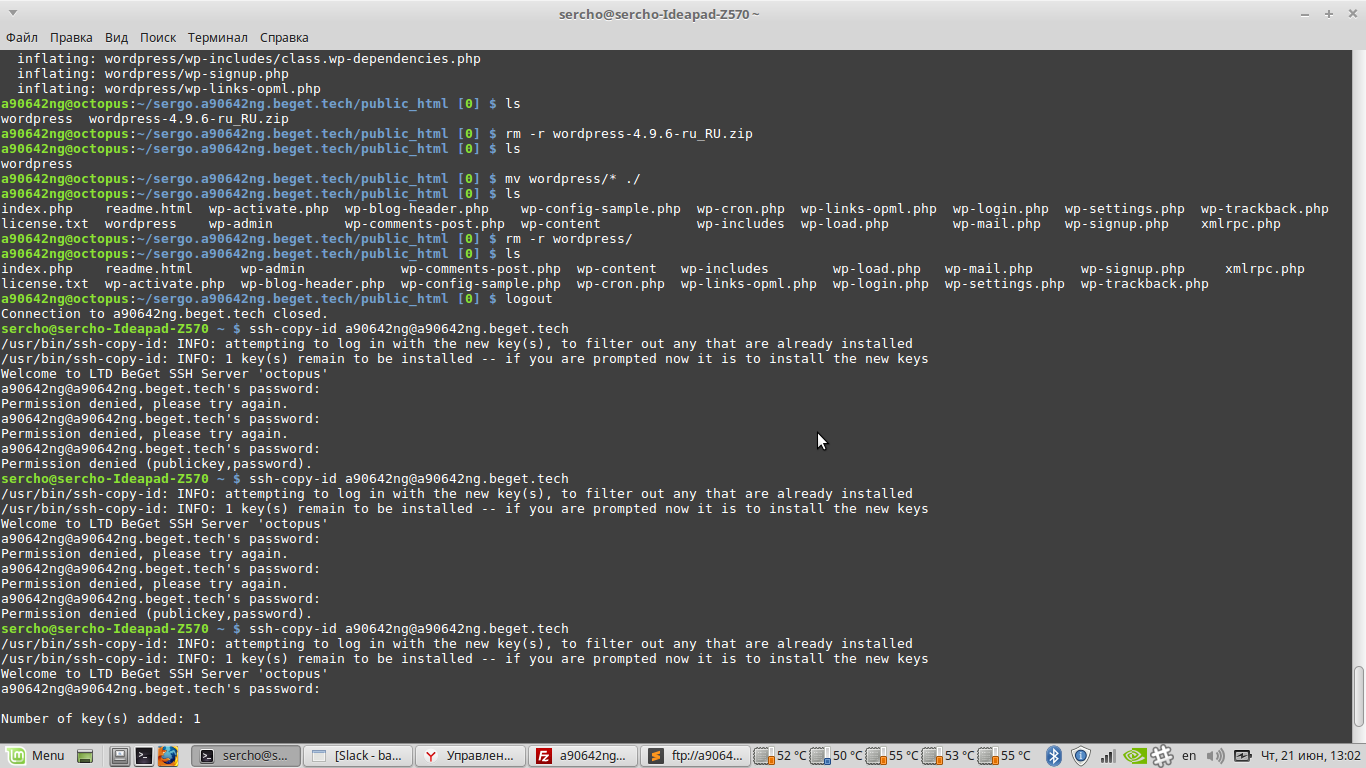 sercho@sercho-Ideapad-Z570 ~
Файл Правка Вид Поиск Терминал Справка
  inflating: wordpress/wp-includes/class.wp-dependencies.php
  inflating: wordpress/wp-signup.php
  inflating: wordpress/wp-links-opml.php
a90642ng@octopus:~/sergo.a90642ng.beget.tech/public_html [0] $ ls
wordpress  wordpress-4.9.6-ru_RU.zip
a90642ng@octopus:~/sergo.a90642ng.beget.tech/public_html [0] $ rm -r wordpress-4.9.6-ru_RU.zip
a90642ng@octopus:~/sergo.a90642ng.beget.tech/public_html [0] $ ls
wordpress
a90642ng@octopus:~/sergo.a90642ng.beget.tech/public_html [0] $ mv wordpress/* ./
a90642ng@octopus:~/sergo.a90642ng.beget.tech/public_html [0] $ ls
index.php    readme.html  wp-activate.php  wp-blog-header.php    wp-config-sample.php  wp-cron.php  wp-links-opml.php  wp-login.php  wp-settings.php  wp-trackback.php
license.txt  wordpress    wp-admin         wp-comments-post.php  wp-content            wp-includes  wp-load.php        wp-mail.php   wp-signup.php    xmlrpc.php
a90642ng@octopus:~/sergo.a90642ng.beget.tech/public_html [0] $ rm -r wordpress/
a90642ng@octopus:~/sergo.a90642ng.beget.tech/public_html [0] $ ls
index.php    readme.html      wp-admin            wp-comments-post.php  wp-content   wp-includes        wp-load.php   wp-mail.php      wp-signup.php     xmlrpc.php
license.txt  wp-activate.php  wp-blog-header.php  wp-config-sample.php  wp-cron.php  wp-links-opml.php  wp-login.php  wp-settings.php  wp-trackback.php
a90642ng@octopus:~/sergo.a90642ng.beget.tech/public_html [0] $ logout
Connection to a90642ng.beget.tech closed.
sercho@sercho-Ideapad-Z570 ~ $ ssh-copy-id a90642ng@a90642ng.beget.tech
/usr/bin/ssh-copy-id: INFO: attempting to log in with the new key(s), to filter out any that are already installed
/usr/bin/ssh-copy-id: INFO: 1 key(s) remain to be installed -- if you are prompted now it is to install the new keys
Welcome to LTD BeGet SSH Server 'octopus'
a90642ng@a90642ng.beget.tech's password:
Permission denied, please try again.
a90642ng@a90642ng.beget.tech's password:
Permission denied, please try again.
a90642ng@a90642ng.beget.tech's password:
Permission denied (publickey,password).
sercho@sercho-Ideapad-Z570 ~ $ ssh-copy-id a90642ng@a90642ng.beget.tech
/usr/bin/ssh-copy-id: INFO: attempting to log in with the new key(s), to filter out any that are already installed
/usr/bin/ssh-copy-id: INFO: 1 key(s) remain to be installed -- if you are prompted now it is to install the new keys
Welcome to LTD BeGet SSH Server 'octopus'
a90642ng@a90642ng.beget.tech's password:
Permission denied, please try again.
a90642ng@a90642ng.beget.tech's password:
Permission denied, please try again.
a90642ng@a90642ng.beget.tech's password:
Permission denied (publickey,password).
sercho@sercho-Ideapad-Z570 ~ $ ssh-copy-id a90642ng@a90642ng.beget.tech
/usr/bin/ssh-copy-id: INFO: attempting to log in with the new key(s), to filter out any that are already installed
/usr/bin/ssh-copy-id: INFO: 1 key(s) remain to be installed -- if you are prompted now it is to install the new keys
Welcome to LTD BeGet SSH Server 'octopus'
a90642ng@a90642ng.beget.tech's password:
Number of key(s) added: 1
Menu sercho@s... [Slack - ba... Управлен... a90642ng... ftp://a9064... 52 °C 50 °C 55 °C 53 °C 55 °C en Чт, 21 июн, 13:02